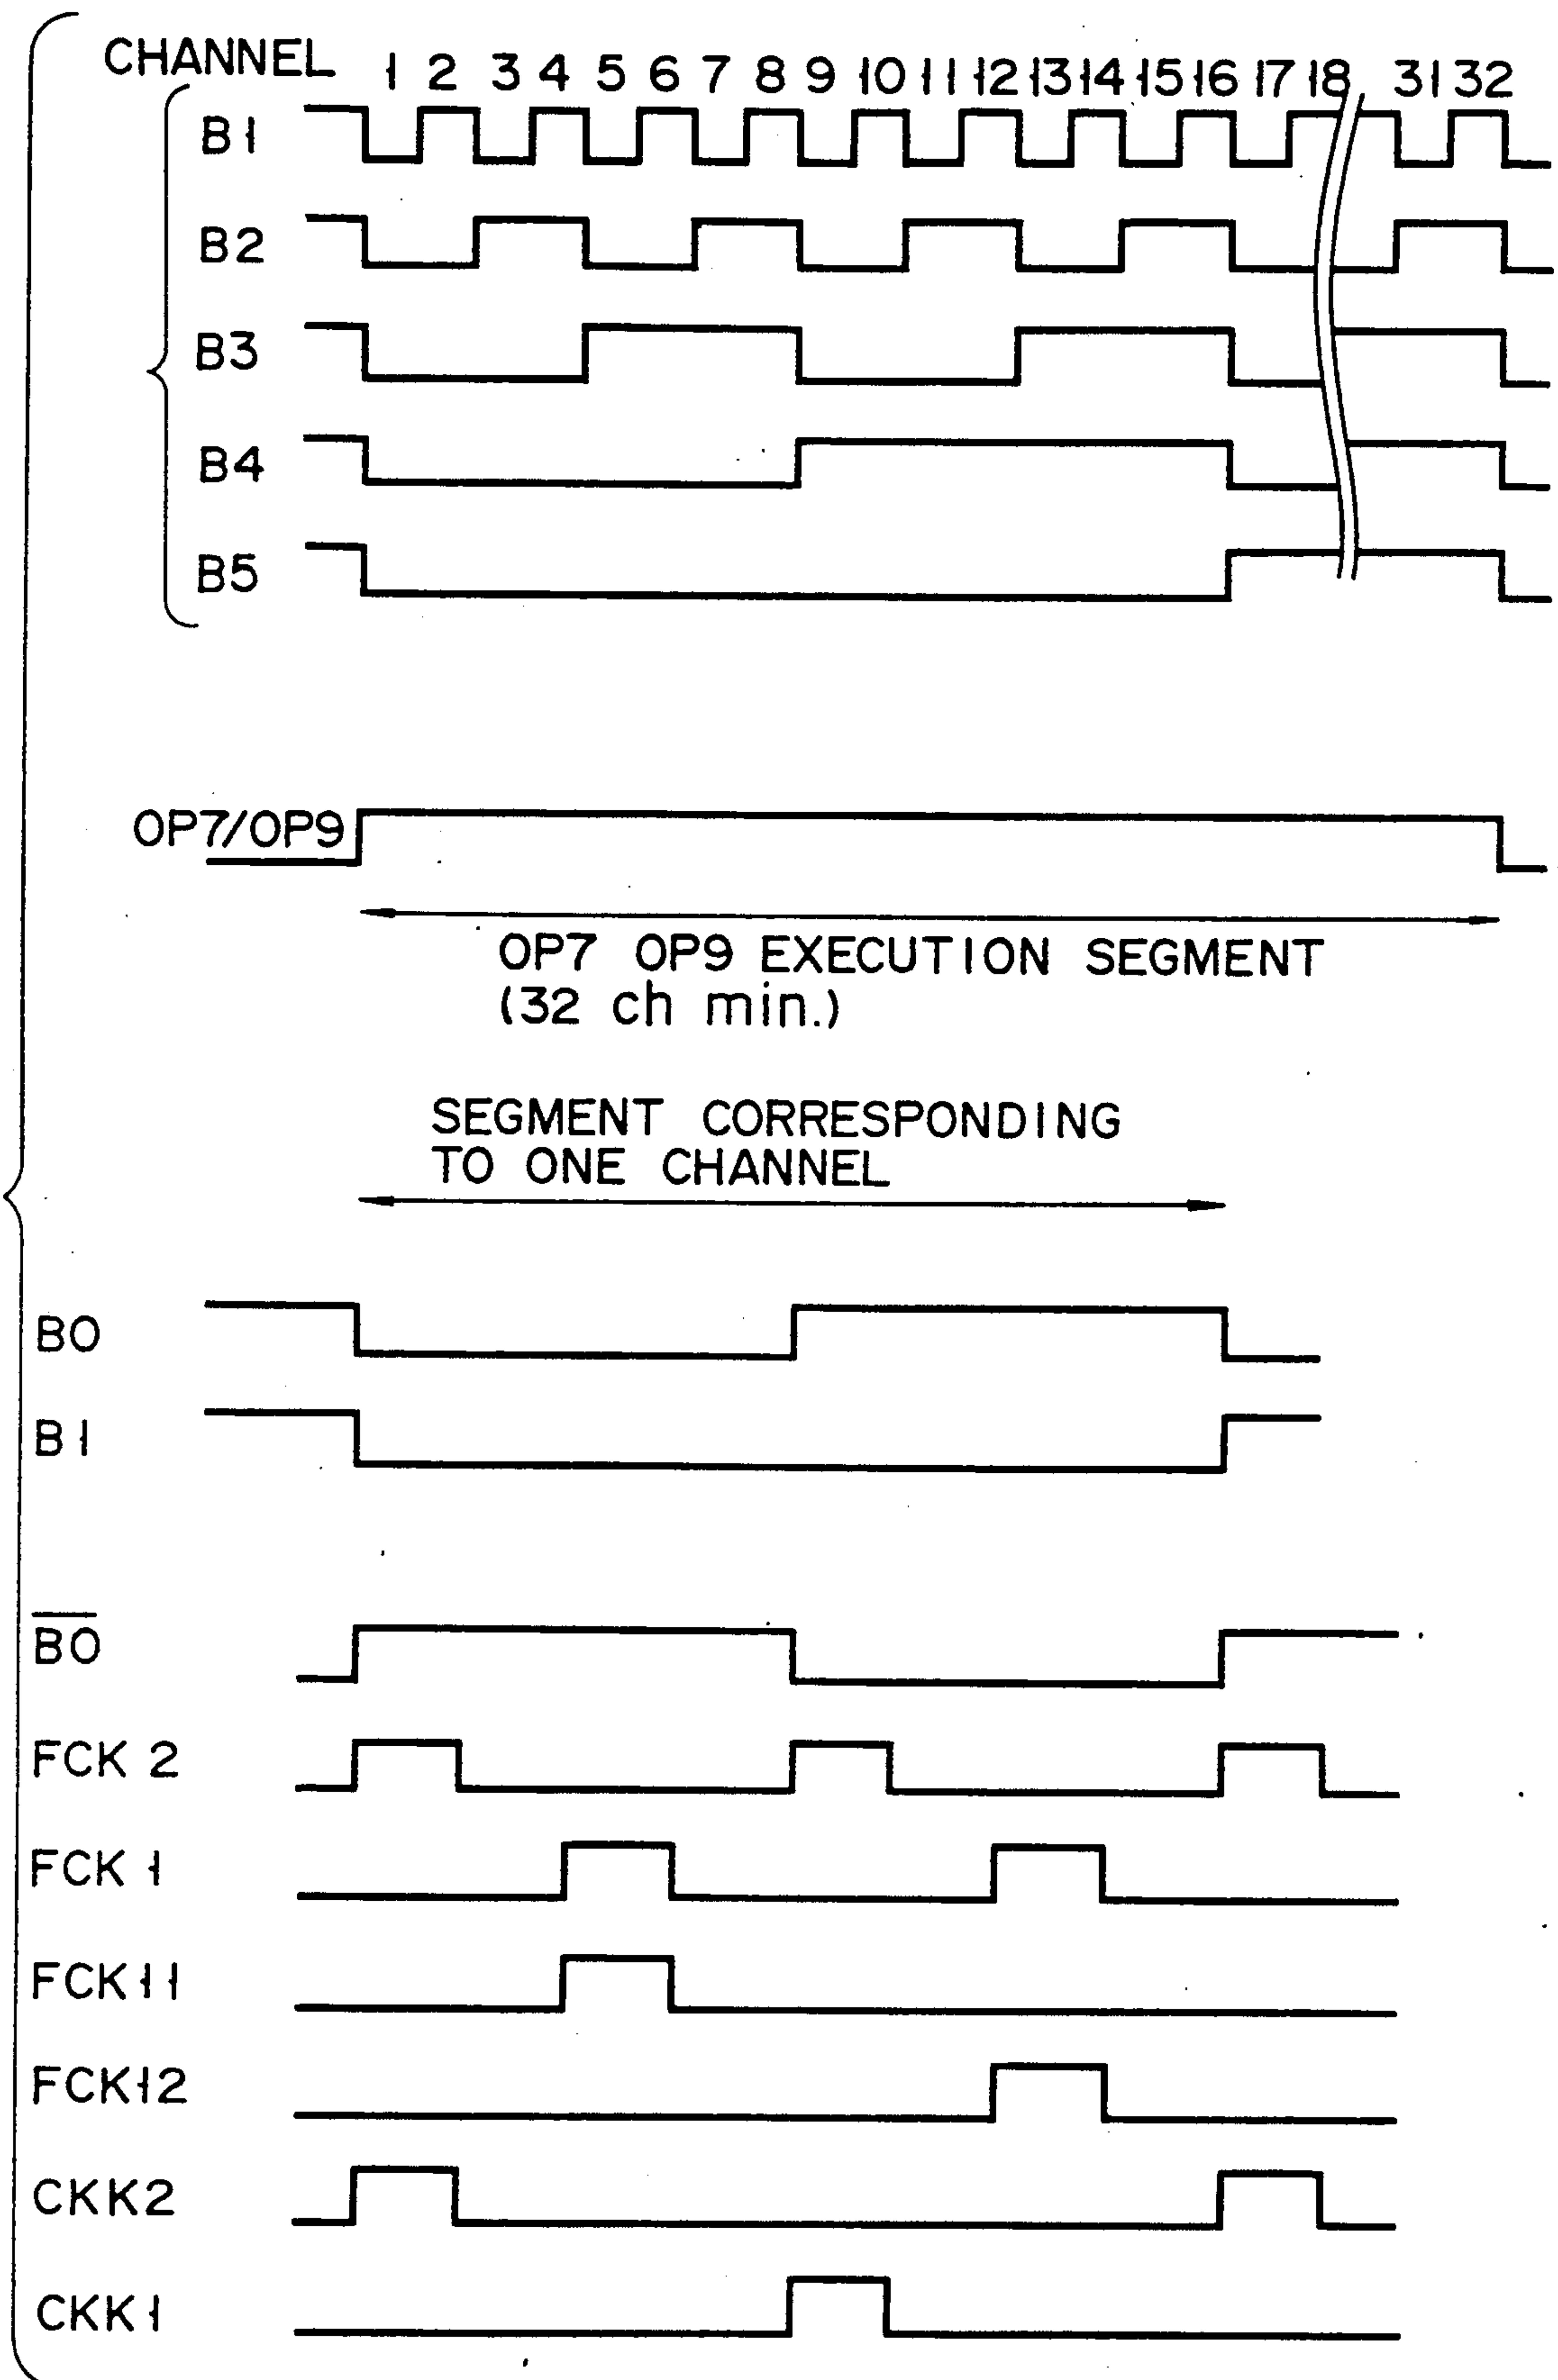 CHANNEL 1 2 3 4 5 6 7 8 9 10 11 12 13 14 15 16 17 18 31 32
B1
B2
B3
B4
B5
OP7/OP9
OP7 OP9 EXECUTION SEGMENT
(32 ch min.)
SEGMENT CORRESPONDING
TO ONE CHANNEL
B0
B1
B̅0̅
FCK 2
FCK 1
FCK11
FCK12
CKK2
CKK1